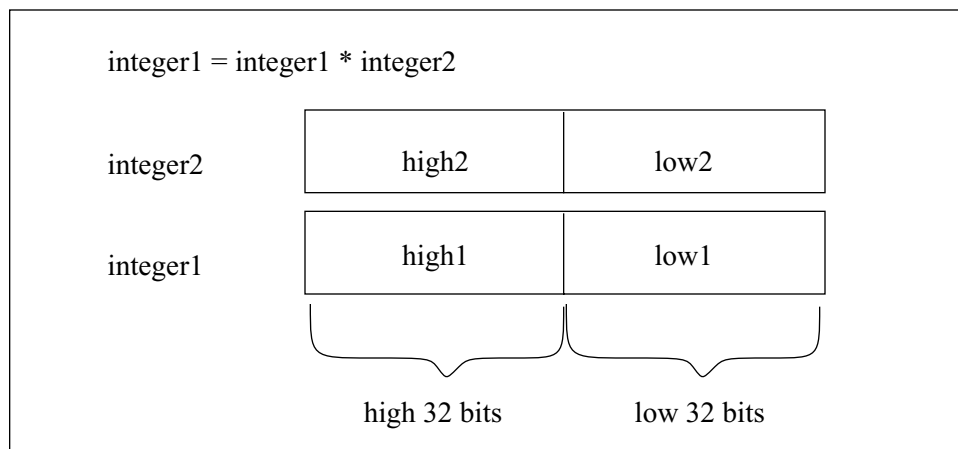 integer1 = integer1 * integer2
integer2 high2 low2
integer1 high1 low1
high 32 bits low 32 bits